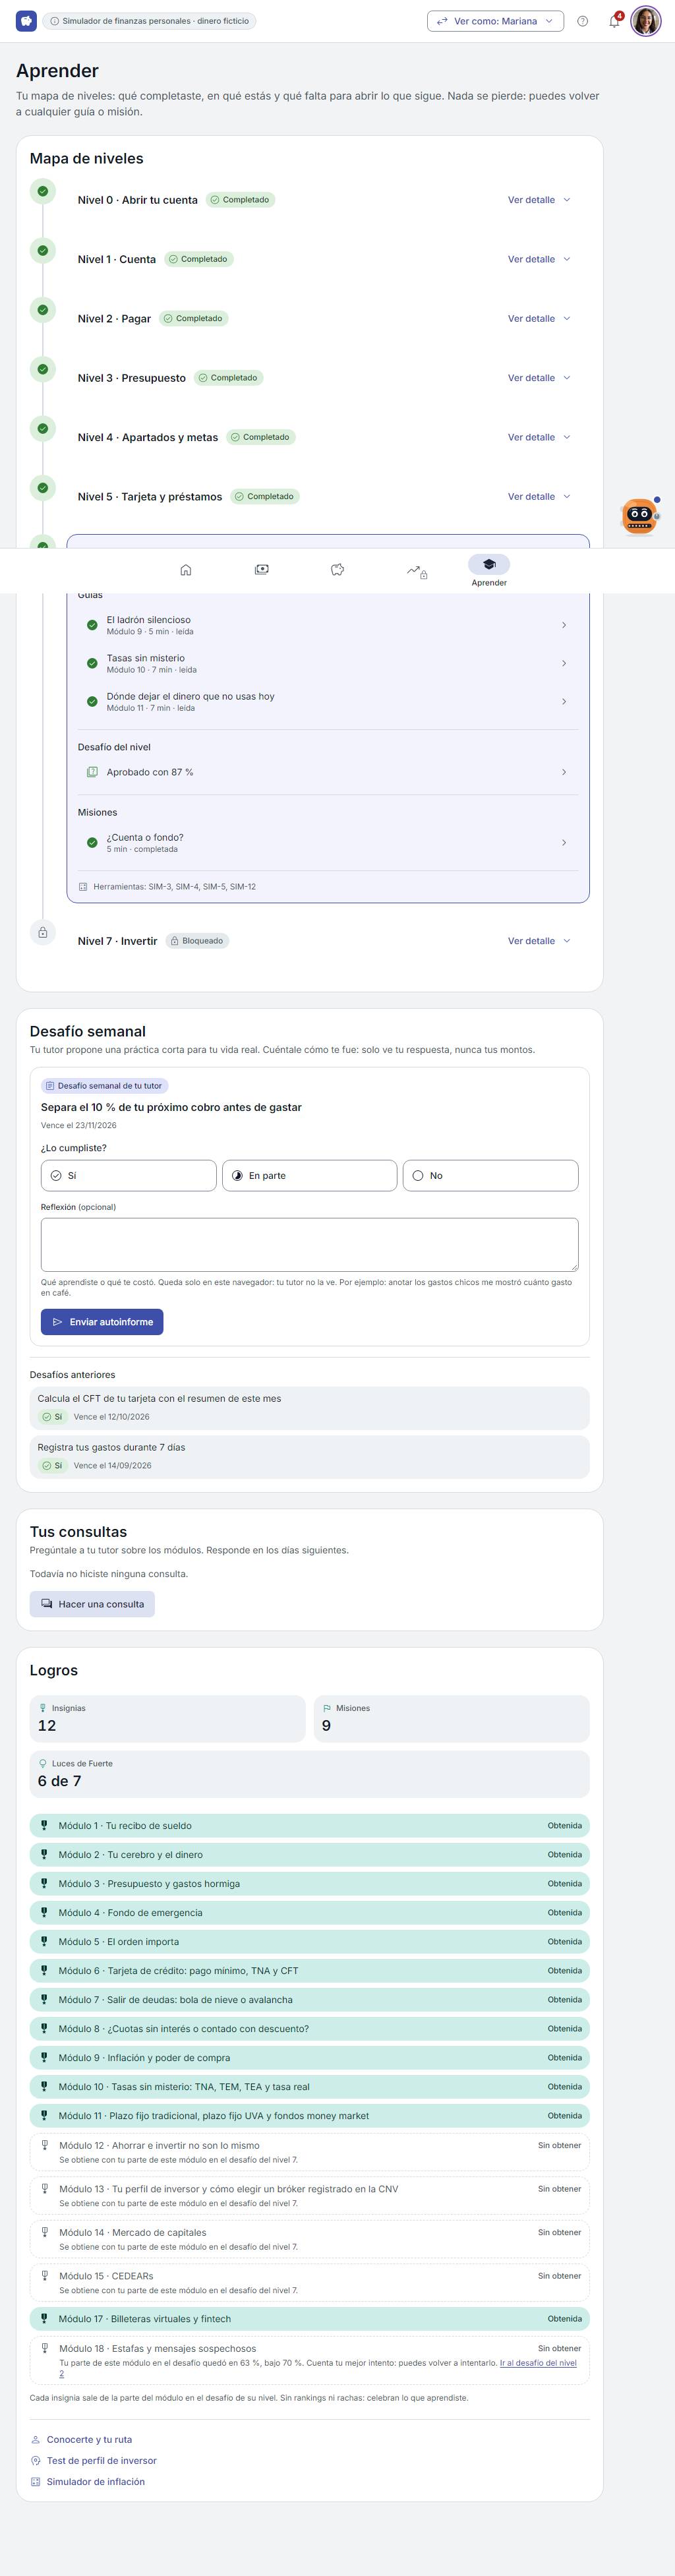 Simulador de finanzas personales · dinero ficticio
Ver como: Mariana
4
Aprender
Tu mapa de niveles: qué completaste, en qué estás y qué falta para abrir lo que sigue. Nada se pierde: puedes volver
a cualquier guía o misión.
Mapa de niveles
Nivel 0 · Abrir tu cuenta
Completado
Ver detalle
Nivel 1 · Cuenta
Completado
Ver detalle
Nivel 2 · Pagar
Completado
Ver detalle
Nivel 3 · Presupuesto
Completado
Ver detalle
Nivel 4 · Apartados y metas
Completado
Ver detalle
Nivel 5 · Tarjeta y préstamos
Completado
Ver detalle
Aprender
Guías
El ladrón silencioso
Módulo 9 · 5 min · leída
Tasas sin misterio
Módulo 10 · 7 min · leída
Dónde dejar el dinero que no usas hoy
Módulo 11 · 7 min · leída
Desafío del nivel
Aprobado con 87 %
Misiones
¿Cuenta o fondo?
5 min · completada
Herramientas: SIM-3, SIM-4, SIM-5, SIM-12
Nivel 7 · Invertir
Bloqueado
Ver detalle
Desafío semanal
Tu tutor propone una práctica corta para tu vida real. Cuéntale cómo te fue: solo ve tu respuesta, nunca tus montos.
Desafío semanal de tu tutor
Separa el 10 % de tu próximo cobro antes de gastar
Vence el 23/11/2026
¿Lo cumpliste?
Sí
En parte
No
Reflexión (opcional)
Qué aprendiste o qué te costó. Queda solo en este navegador: tu tutor no la ve. Por ejemplo: anotar los gastos chicos me mostró cuánto gasto
en café.
Enviar autoinforme
Desafíos anteriores
Calcula el CFT de tu tarjeta con el resumen de este mes
Sí
Vence el 12/10/2026
Registra tus gastos durante 7 días
Sí
Vence el 14/09/2026
Tus consultas
Pregúntale a tu tutor sobre los módulos. Responde en los días siguientes.
Todavía no hiciste ninguna consulta.
Hacer una consulta
Logros
Insignias
12
Misiones
9
Luces de Fuerte
6 de 7
Módulo 1 · Tu recibo de sueldo
Obtenida
Módulo 2 · Tu cerebro y el dinero
Obtenida
Módulo 3 · Presupuesto y gastos hormiga
Obtenida
Módulo 4 · Fondo de emergencia
Obtenida
Módulo 5 · El orden importa
Obtenida
Módulo 6 · Tarjeta de crédito: pago mínimo, TNA y CFT
Obtenida
Módulo 7 · Salir de deudas: bola de nieve o avalancha
Obtenida
Módulo 8 · ¿Cuotas sin interés o contado con descuento?
Obtenida
Módulo 9 · Inflación y poder de compra
Obtenida
Módulo 10 · Tasas sin misterio: TNA, TEM, TEA y tasa real
Obtenida
Módulo 11 · Plazo fijo tradicional, plazo fijo UVA y fondos money market
Obtenida
Módulo 12 · Ahorrar e invertir no son lo mismo
Sin obtener
Se obtiene con tu parte de este módulo en el desafío del nivel 7.
Módulo 13 · Tu perfil de inversor y cómo elegir un bróker registrado en la CNV
Sin obtener
Se obtiene con tu parte de este módulo en el desafío del nivel 7.
Módulo 14 · Mercado de capitales
Sin obtener
Se obtiene con tu parte de este módulo en el desafío del nivel 7.
Módulo 15 · CEDEARs
Sin obtener
Se obtiene con tu parte de este módulo en el desafío del nivel 7.
Módulo 17 · Billeteras virtuales y fintech
Obtenida
Módulo 18 · Estafas y mensajes sospechosos
Sin obtener
Tu parte de este módulo en el desafío quedó en 63 %, bajo 70 %. Cuenta tu mejor intento: puedes volver a intentarlo. Ir al desafío del nivel
2
Cada insignia sale de la parte del módulo en el desafío de su nivel. Sin rankings ni rachas: celebran lo que aprendiste.
Conocerte y tu ruta
Test de perfil de inversor
Simulador de inflación